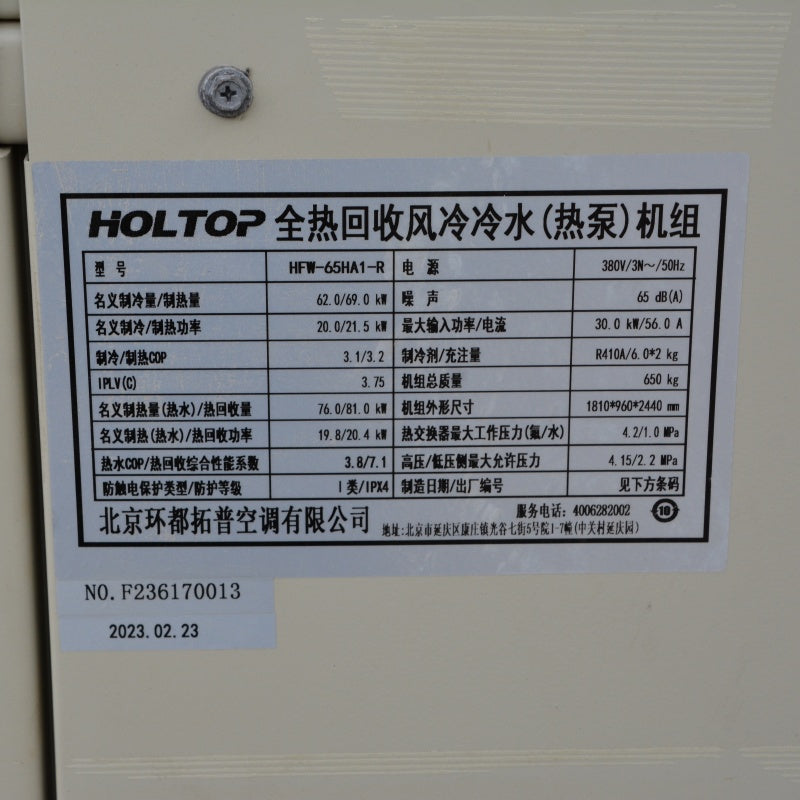 HOLTOP 全热回收风冷冷水(热泵)机组
型号 HFW-65HA1-R 电源 380V/3N～/50Hz
名义制冷量/制热量 62.0/69.0 kW 噪声 65 dB(A)
名义制冷/制热功率 20.0/21.5 kW 最大输入功率/电流 30.0 kW/56.0 A
制冷/制热COP 3.1/3.2 制冷剂/充注量 R410A/6.0*2 kg
IPLV(C) 3.75 机组总质量 650 kg
名义制热量(热水)/热回收量 76.0/81.0 kW 机组外形尺寸 1810*960*2440 mm
名义制热(热水)/热回收功率 19.8/20.4 kW 热交换器最大工作压力(氟/水) 4.2/1.0 MPa
热水COP/热回收综合性能系数 3.8/7.1 高压/低压侧最大允许压力 4.15/2.2 MPa
防触电保护类型/防护等级 I类/IPX4 制造日期/出厂编号 见下方条码
北京环都拓普空调有限公司 服务电话: 4006282002 10
地址:北京市延庆区康庄镇光谷七街5号院1-7幢(中关村延庆园)
NO.F236170013
2023.02.23